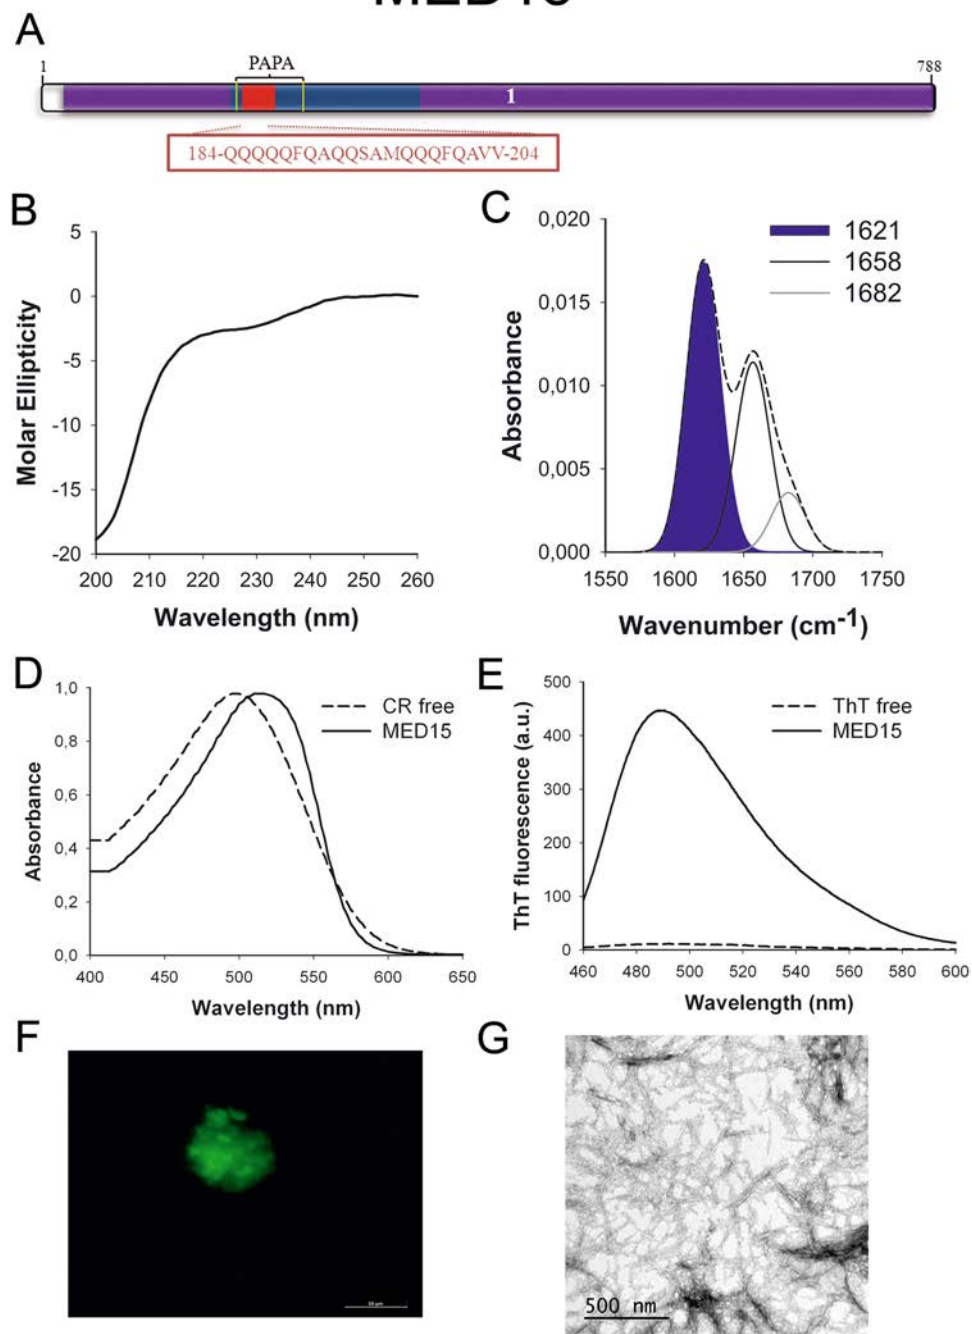 A
1
PAPA
788
1
184-QQQQQFQAQQSAMQQQFQAVV-204
B
5
0
-5
-10
-15
-20
200 210 220 230 240 250 260
Molar Ellipticity
Wavelength (nm)
C
0,020
0,015
0,010
0,005
0,000
1550 1600 1650 1700 1750
1621
1658
1682
Absorbance
Wavenumber (cm-1)
D
1,0
0,8
0,6
0,4
0,2
0,0
400 450 500 550 600 650
CR free
MED15
Absorbance
Wavelength (nm)
E
500
400
300
200
100
0
460 480 500 520 540 560 580 600
ThT free
MED15
ThT fluorescence (a.u.)
Wavelength (nm)
F
G
500 nm